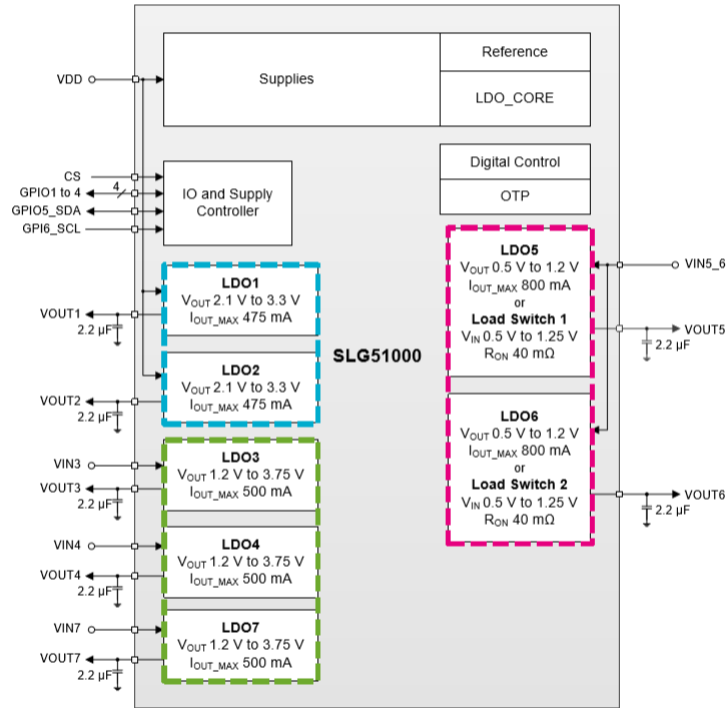 Supplies
Reference
LDO_CORE
VDD
Digital Control
OTP
CS
GPIO1 to 4
4
GPIO5_SDA
GPI6_SCL
IO and Supply
Controller
LDO1
VOUT 2.1 V to 3.3 V
IOUT_MAX 475 mA
VOUT1
2.2 µF
LDO2
VOUT 2.1 V to 3.3 V
IOUT_MAX 475 mA
VOUT2
2.2 µF
SLG51000
LDO3
VOUT 1.2 V to 3.75 V
IOUT_MAX 500 mA
VIN3
VOUT3
2.2 µF
LDO4
VOUT 1.2 V to 3.75 V
IOUT_MAX 500 mA
VIN4
VOUT4
2.2 µF
LDO7
VOUT 1.2 V to 3.75 V
IOUT_MAX 500 mA
VIN7
VOUT7
2.2 µF
LDO5
VOUT 0.5 V to 1.2 V
IOUT_MAX 800 mA
or
Load Switch 1
VIN 0.5 V to 1.25 V
RON 40 mΩ
VIN5_6
VOUT5
2.2 µF
LDO6
VOUT 0.5 V to 1.2 V
IOUT_MAX 800 mA
or
Load Switch 2
VIN 0.5 V to 1.25 V
RON 40 mΩ
VOUT6
2.2 µF